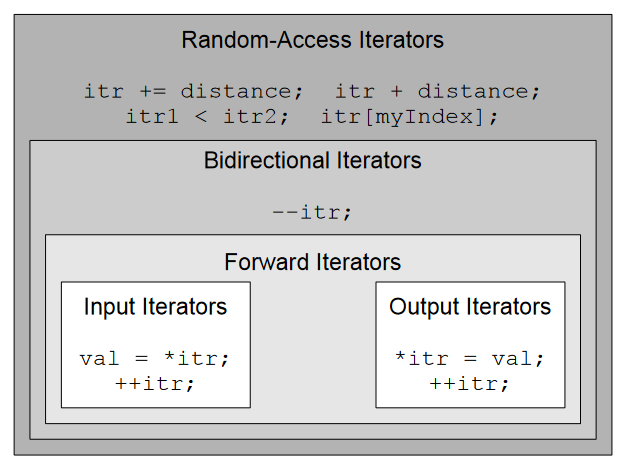 Random-Access Iterators
itr += distance;  itr + distance;
itr1 < itr2;  itr[myIndex];
Bidirectional Iterators
--itr;
Forward Iterators
Input Iterators
val = *itr;
++itr;
Output Iterators
*itr = val;
++itr;